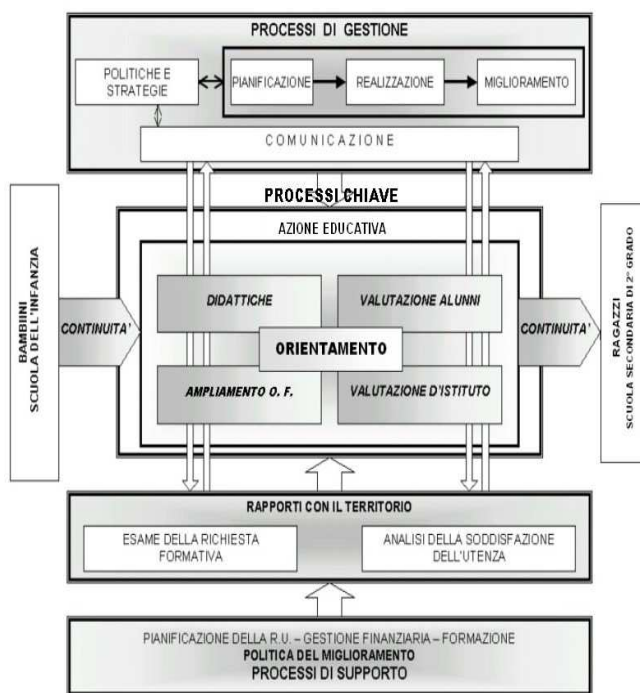 PROCESSI DI GESTIONE
POLITICHE E
STRATEGIE
PIANIFICAZIONE
REALIZZAZIONE
MIGLIORAMENTO
COMUNICAZIONE
PROCESSI CHIAVE
AZIONE EDUCATIVA
BAMBIINI
SCUOLA DELL'INFANZIA
CONTINUITA'
DIDATTICHE
VALUTAZIONE ALUNNI
ORIENTAMENTO
AMPLIAMENTO O. F.
VALUTAZIONE D'ISTITUTO
CONTINUITA'
RAGAZZI
SCUOLA SECONDARIA DI 2° GRADO
RAPPORTI CON IL TERRITORIO
ESAME DELLA RICHIESTA
FORMATIVA
ANALISI DELLA SODDISFAZIONE
DELL'UTENZA
PIANIFICAZIONE DELLA R.U. – GESTIONE FINANZIARIA – FORMAZIONE
POLITICA DEL MIGLIORAMENTO
PROCESSI DI SUPPORTO